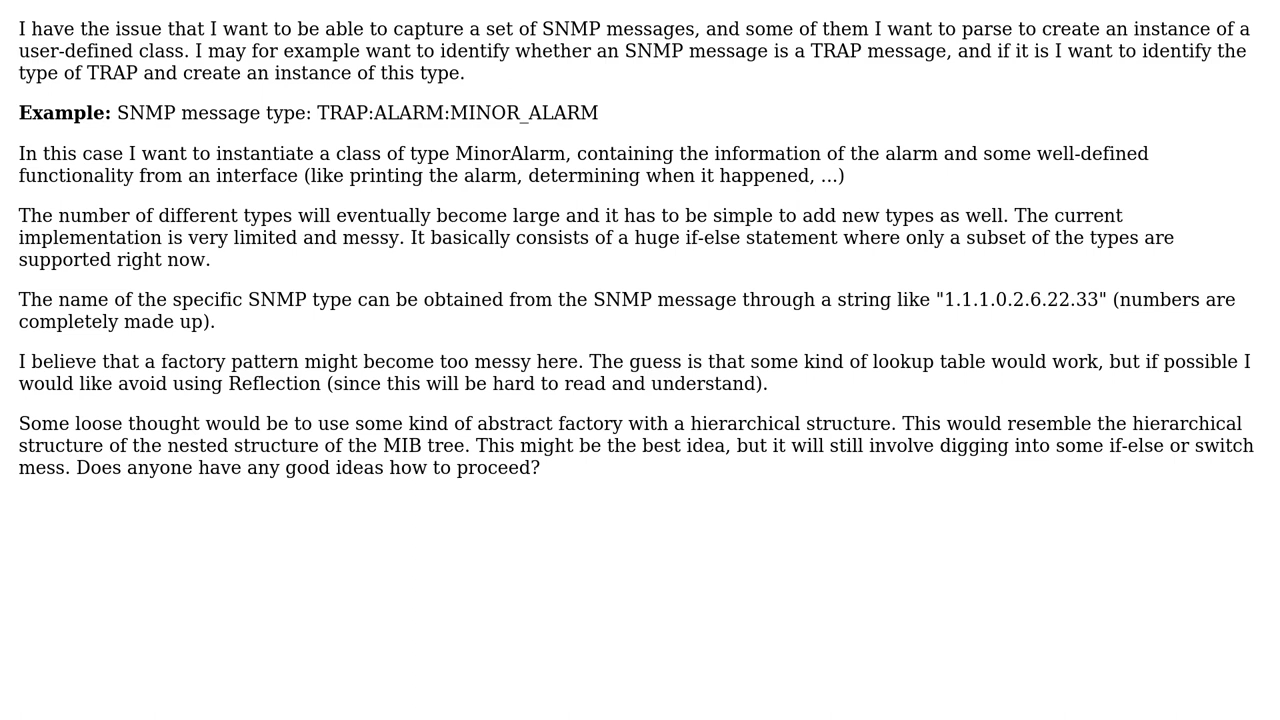 I have the issue that I want to be able to capture a set of SNMP messages, and some of them I want to parse to create an instance of a
user-defined class. I may for example want to identify whether an SNMP message is a TRAP message, and if it is I want to identify the
type of TRAP and create an instance of this type.
Example: SNMP message type: TRAP:ALARM:MINOR_ALARM
In this case I want to instantiate a class of type MinorAlarm, containing the information of the alarm and some well-defined
functionality from an interface (like printing the alarm, determining when it happened, ...)
The number of different types will eventually become large and it has to be simple to add new types as well. The current
implementation is very limited and messy. It basically consists of a huge if-else statement where only a subset of the types are
supported right now.
The name of the specific SNMP type can be obtained from the SNMP message through a string like "1.1.1.0.2.6.22.33" (numbers are
completely made up).
I believe that a factory pattern might become too messy here. The guess is that some kind of lookup table would work, but if possible I
would like avoid using Reflection (since this will be hard to read and understand).
Some loose thought would be to use some kind of abstract factory with a hierarchical structure. This would resemble the hierarchical
structure of the nested structure of the MIB tree. This might be the best idea, but it will still involve digging into some if-else or switch
mess. Does anyone have any good ideas how to proceed?